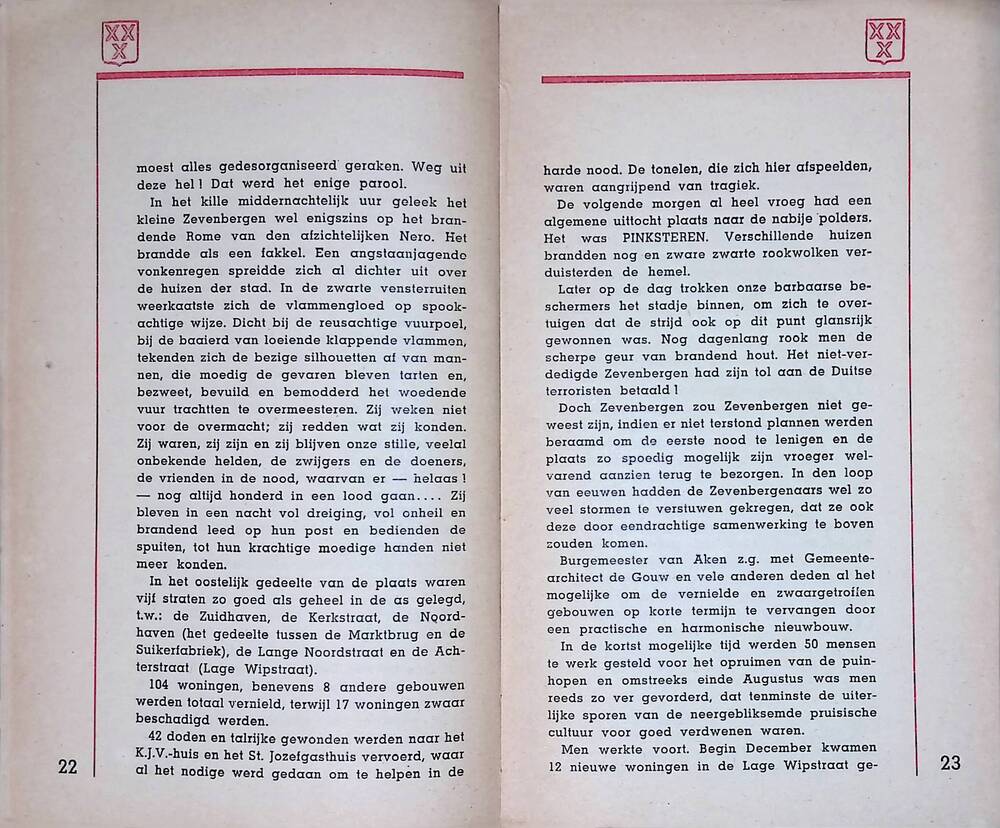 XX
X
moest alles gedesorganiseerd geraken. Weg uit
deze hel! Dat werd het enige parool.
In het kille middernachtelijk uur geleek het
kleine Zevenbergen wel enigszins op het bran-
dende Rome van den afzichtelijken Nero. Het
brandde als een fakkel. Een angstaanjagende
vonkenregen spreidde zich al dichter uit over
de huizen der stad. In de zwarte vensterruiten
weerkaatste zich de vlammengloed op spook-
achtige wijze. Dicht bij de reusachtige vuurpoel,
bij de baaierd van loeiende klappende vlammen,
tekenden zich de bezige silhouetten af van man-
nen, die moedig de gevaren bleven tarten en,
bezweet, bevuild en bemodderd het woedende
vuur trachtten te overmeesteren. Zij weken niet
voor de overmacht; zij redden wat zij konden.
Zij waren, zij zijn en zij blijven onze stille, veelal
onbekende helden, de zwijgers en de doeners,
de vrienden in de nood, waarvan er — helaas!
— nog altijd honderd in een lood gaan.... Zij
bleven in een nacht vol dreiging, vol onheil en
brandend leed op hun post en bedienden de
spuiten, tot hun krachtige moedige handen niet
meer konden.
In het oostelijk gedeelte van de plaats waren
vijf straten zo goed als geheel in de as gelegd,
t.w.: de Zuidhaven, de Kerkstraat, de Noord-
haven (het gedeelte tussen de Marktbrug en de
Suikerfabriek), de Lange Noordstraat en de Ach-
terstraat (Lage Wipstraat).
104 woningen, benevens 8 andere gebouwen
werden totaal vernield, terwijl 17 woningen zwaar
beschadigd werden.
42 doden en talrijke gewonden werden naar het
K.J.V.-huis en het St. Jozefgasthuis vervoerd, waar
al het nodige werd gedaan om te helpen in de
22
XX
X
harde nood. De tonelen, die zich hier afspeelden,
waren aangrijpend van tragiek.
De volgende morgen al heel vroeg had een
algemene uittocht plaats naar de nabije polders.
Het was PINKSTEREN. Verschillende huizen
brandden nog en zware zwarte rookwolken ver-
duisterden de hemel.
Later op de dag trokken onze barbaarse be-
schermers het stadje binnen, om zich te over-
tuigen dat de strijd ook op dit punt glansrijk
gewonnen was. Nog dagenlang rook men de
scherpe geur van brandend hout. Het niet-ver-
dedigde Zevenbergen had zijn tol aan de Duitse
terroristen betaald!
Doch Zevenbergen zou Zevenbergen niet ge-
weest zijn, indien er niet terstond plannen werden
beraamd om de eerste nood te lenigen en de
plaats zo spoedig mogelijk zijn vroeger wel-
varend aanzien terug te bezorgen. In den loop
van eeuwen hadden de Zevenbergenaars wel zo
veel stormen te verstuwen gekregen, dat ze ook
deze door eendrachtige samenwerking te boven
zouden komen.
Burgemeester van Aken z.g. met Gemeente-
architect de Gouw en vele anderen deden al het
mogelijke om de vernielde en zwaargetroffen
gebouwen op korte termijn te vervangen door
een practische en harmonische nieuwbouw.
In de kortst mogelijke tijd werden 50 mensen
te werk gesteld voor het opruimen van de puin-
hopen en omstreeks einde Augustus was men
reeds zo ver gevorderd, dat tenminste de uiter-
lijke sporen van de neergebliksemde pruisische
cultuur voor goed verdwenen waren.
Men werkte voort. Begin December kwamen
12 nieuwe woningen in de Lage Wipstraat ge-
23